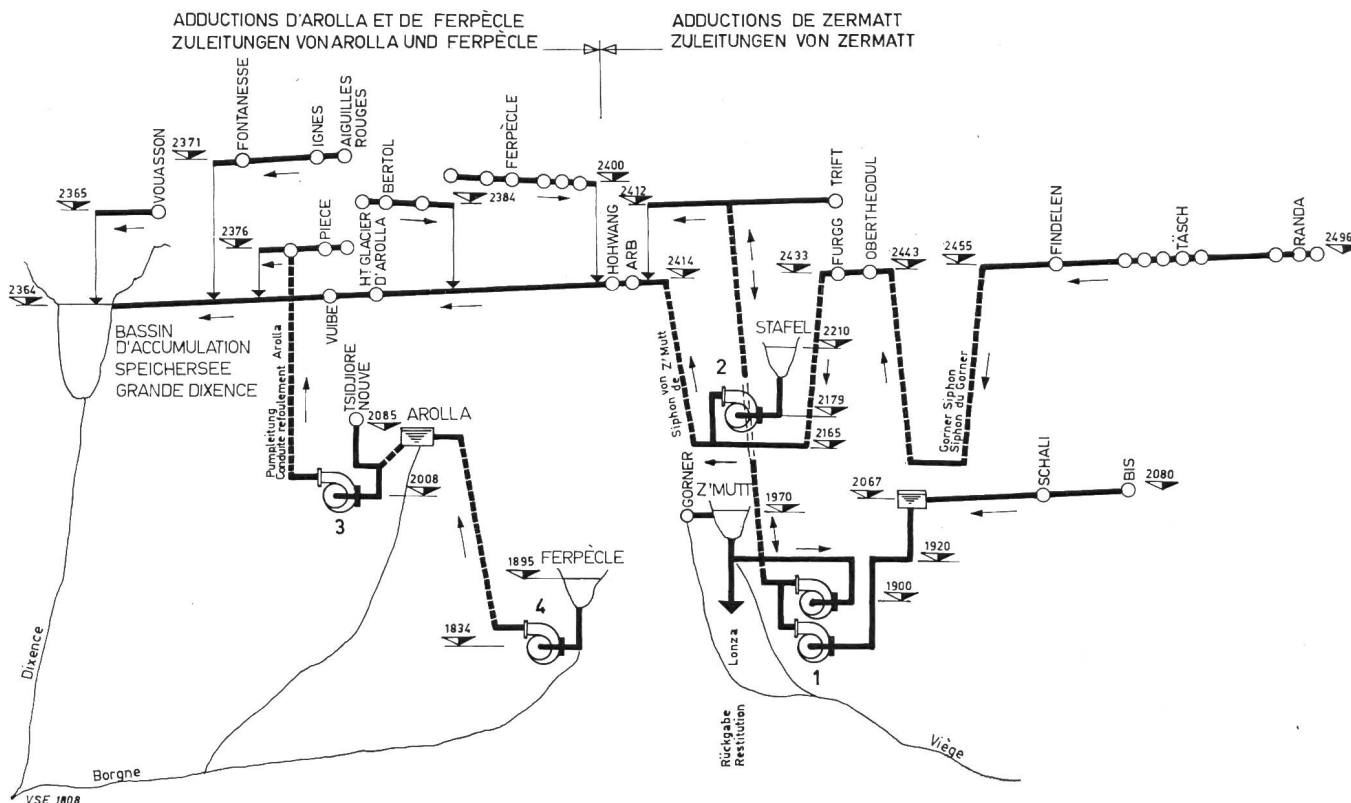 ADDUCTIONS D'AROLLA ET DE FERPÈCLE
ZULEITUNGEN VON AROLLA UND FERPÈCLE
ADDUCTIONS DE ZERMATT
ZULEITUNGEN VON ZERMATT
2365
VOUASSON
2371
FONTANESSE
IGNES
AIGUILLES
ROUGES
BERTOL
2384
FERPÈCLE
2400
2412
TRIFT
2376
PIECE
HT GLACIER
D'AROLLA
HOHWANG
ARB
2414
2433
FURGG
OBERTHEODUL
2443
2455
FINDELEN
TÄSCH
RANDA
2496
2364
VUIBE
BASSIN
D'ACCUMULATION
SPEICHERSEE
GRANDE DIXENCE
Pumpleitung
Conduite refoulement Arolla
TSIDJIORE
NOUVE
2085
AROLLA
2008
3
Siphon von Z'Mutt
de
2
STAFEL
2210
2179
2165
Gorner Siphon
Siphon du Gorner
GORNER
Z'MUTT
1970
2067
SCHALI
BIS
2080
1920
1900
1895
FERPÈCLE
4
1834
Lonza
1
Rückgabe
Restitution
Dixence
Borgne
Viège
VSE 1808